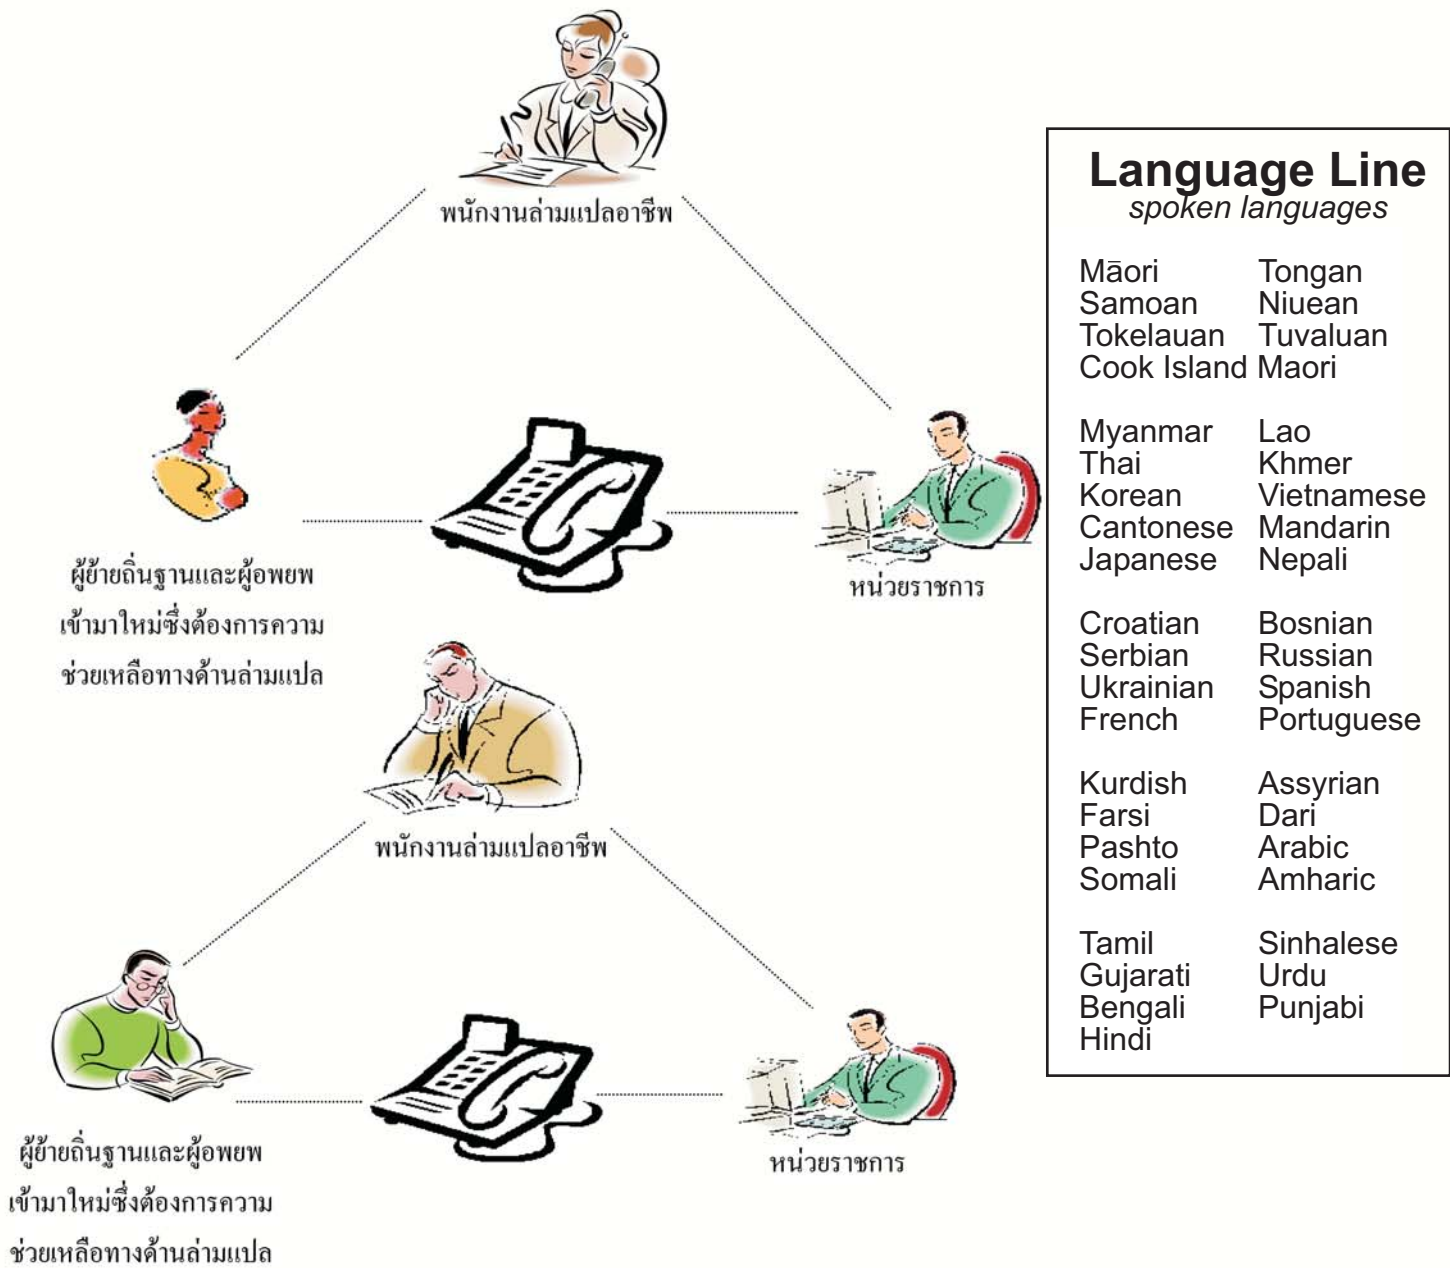 พนักงานล่ามแปลอาชีพ
ผู้ย้ายถิ่นฐานและผู้อพยพ
เข้ามาใหม่ซึ่งต้องการความ
ช่วยเหลือทางด้านล่ามแปล
หน่วยราชการ
พนักงานล่ามแปลอาชีพ
ผู้ย้ายถิ่นฐานและผู้อพยพ
เข้ามาใหม่ซึ่งต้องการความ
ช่วยเหลือทางด้านล่ามแปล
หน่วยราชการ
Language Line
spoken languages
Māori Tongan
Samoan Niuean
Tokelauan Tuvaluan
Cook Island Maori
Myanmar Lao
Thai Khmer
Korean Vietnamese
Cantonese Mandarin
Japanese Nepali
Croatian Bosnian
Serbian Russian
Ukrainian Spanish
French Portuguese
Kurdish Assyrian
Farsi Dari
Pashto Arabic
Somali Amharic
Tamil Sinhalese
Gujarati Urdu
Bengali Punjabi
Hindi